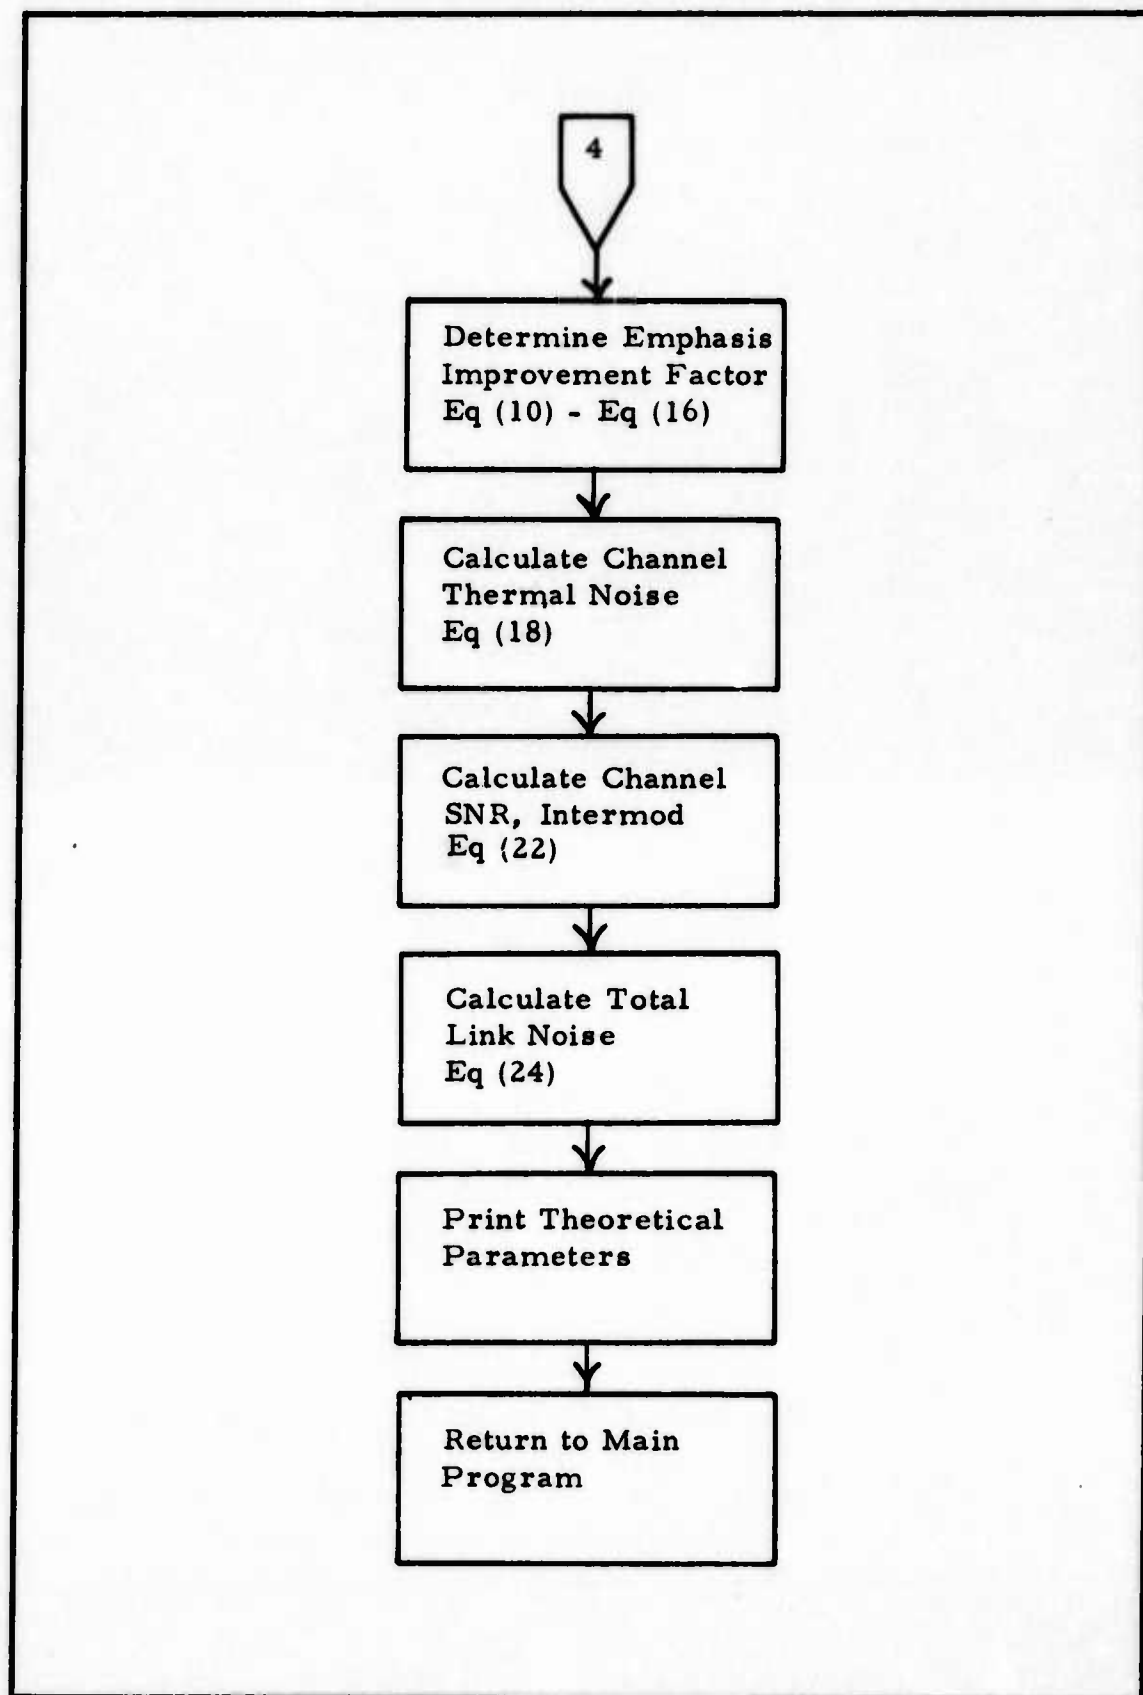 4
Determine Emphasis
Improvement Factor
Eq (10) - Eq (16)
Calculate Channel
Thermal Noise
Eq (18)
Calculate Channel
SNR, Intermod
Eq (22)
Calculate Total
Link Noise
Eq (24)
Print Theoretical
Parameters
Return to Main
Program